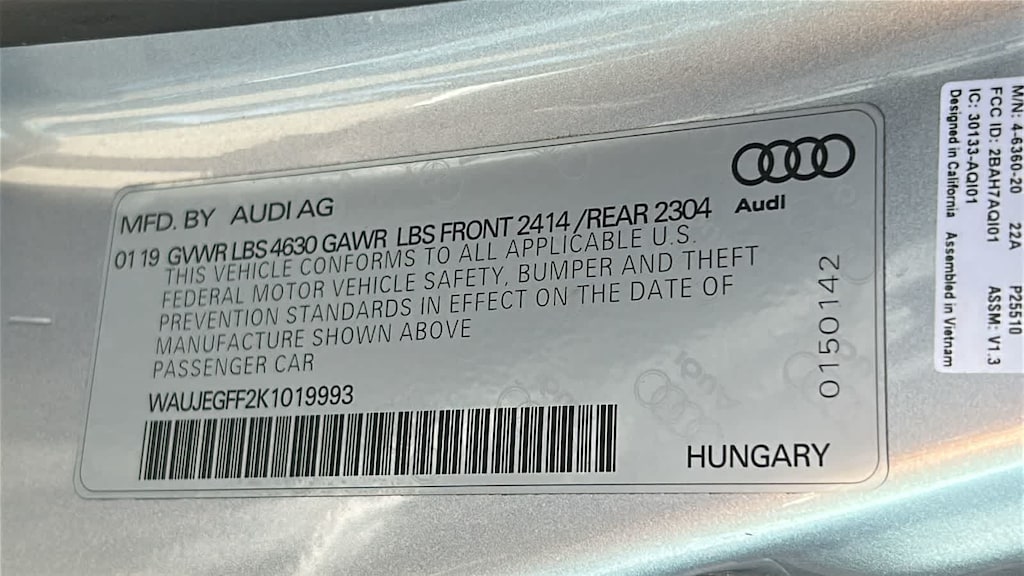 MFD. BY AUDI AG
01 19 GVWR LBS 4630 GAWR LBS FRONT 2414 /REAR 2304
THIS VEHICLE CONFORMS TO ALL APPLICABLE U.S.
FEDERAL MOTOR VEHICLE SAFETY, BUMPER AND THEFT
PREVENTION STANDARDS IN EFFECT ON THE DATE OF
MANUFACTURE SHOWN ABOVE
PASSENGER CAR
WAUJEGFF2K1019993
Audi
0150142
HUNGARY
M/N: 4-6360-20 22A P25510
FCC ID: 2BAH7AQI01 ASSM: V1.3
IC: 30133-AQI01
Designed in California Assembled in Vietnam